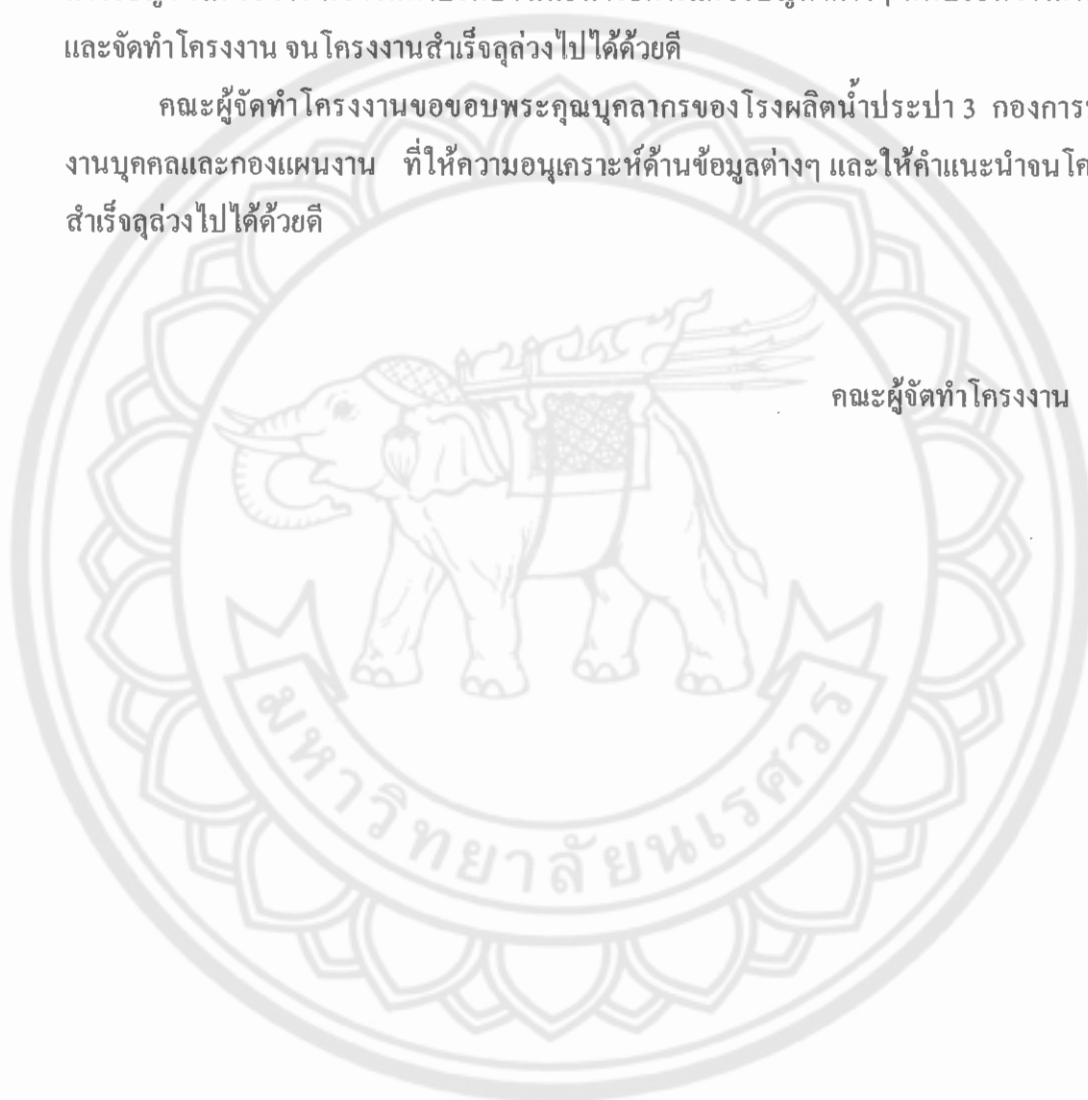 และจัดทำโครงงาน จนโครงงานสำเร็จลุล่วงไปได้ด้วยดี
คณะผู้จัดทำโครงงานขอขอบพระคุณบุคลากรของโรงผลิตน้ำประปา 3 กองการ
งานบุคคลและกองแผนงาน ที่ให้ความอนุเคราะห์ด้านข้อมูลต่างๆ และให้คำแนะนำจนโค
สำเร็จลุล่วงไปได้ด้วยดี
คณะผู้จัดทำโครงงาน
มหาวิทยาลัยนเรศวร